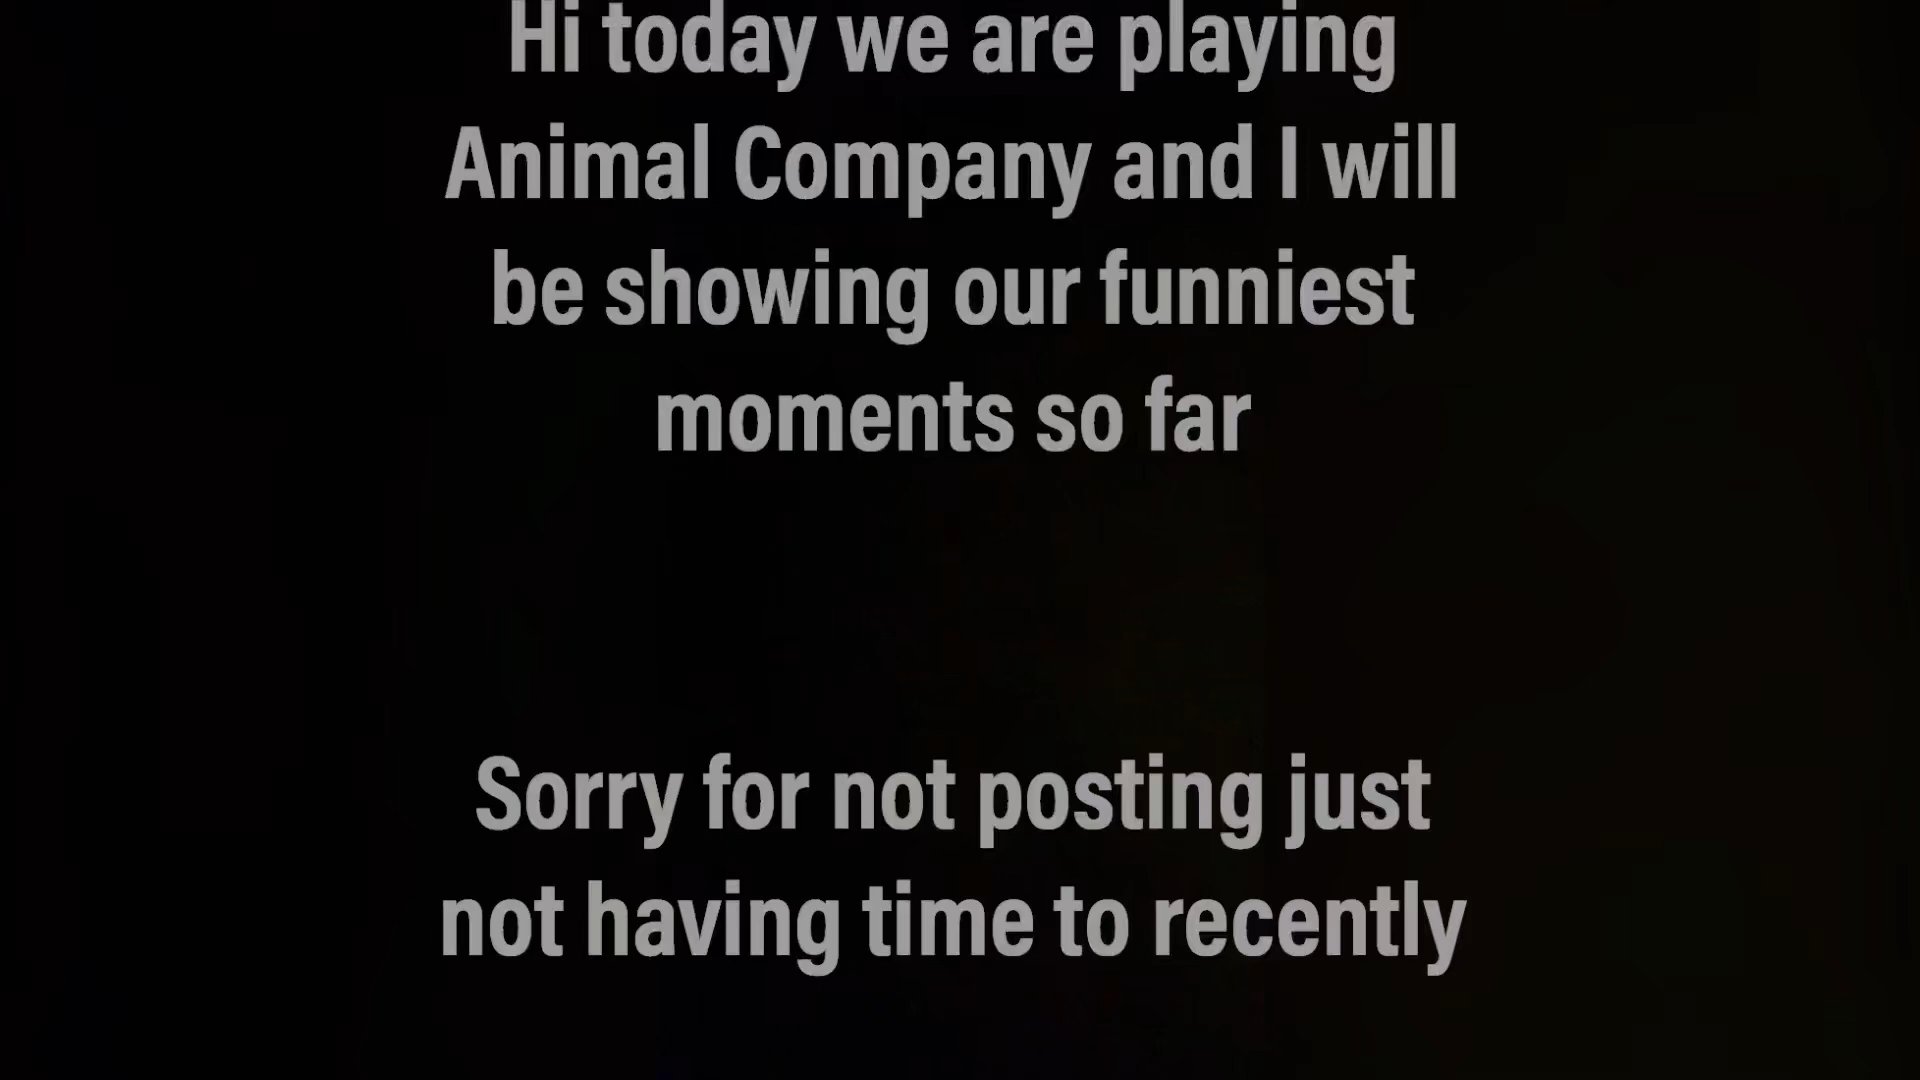 Hi today we are playing
Animal Company and I will
be showing our funniest
moments so far
Sorry for not posting just
not having time to recently